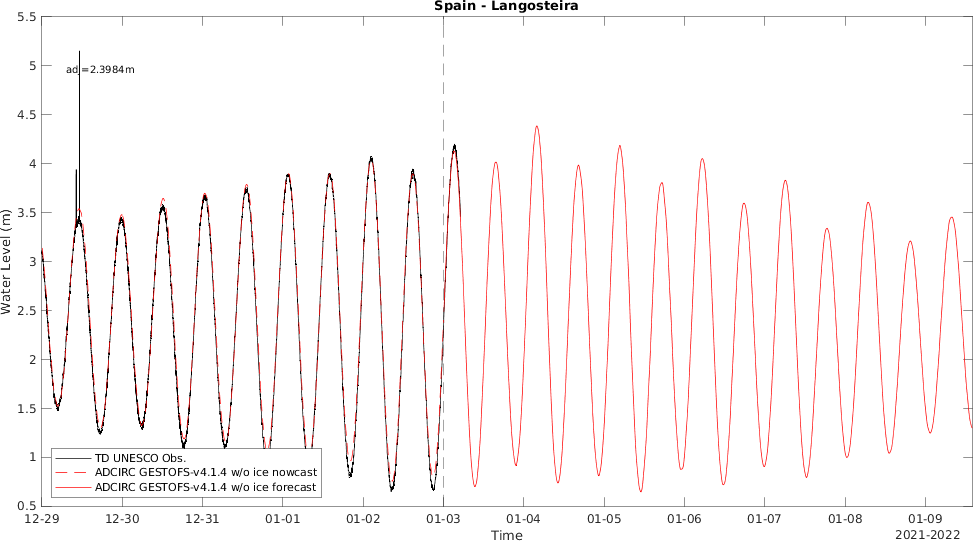 Spain - Langosteira
5.5
5
4.5
4
3.5
3
2.5
2
1.5
1
0.5
Water Level (m)
adj=2.3984m
TD UNESCO Obs.
ADCIRC GESTOFS-v4.1.4 w/o ice nowcast
ADCIRC GESTOFS-v4.1.4 w/o ice forecast
12-29 12-30 12-31 01-01 01-02 01-03 01-04 01-05 01-06 01-07 01-08 01-09
2021-2022
Time